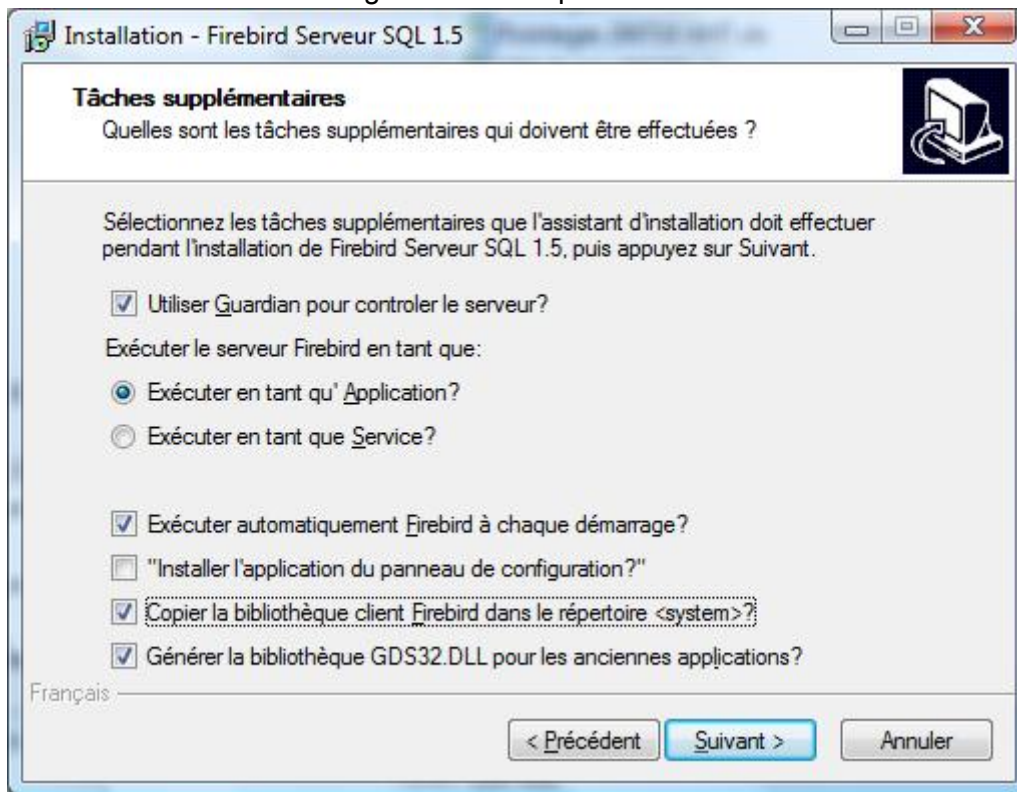 Installation - Firebird Serveur SQL 1.5
Tâches supplémentaires
Quelles sont les tâches supplémentaires qui doivent être effectuées ?
Sélectionnez les tâches supplémentaires que l'assistant d'installation doit effectuer
pendant l'installation de Firebird Serveur SQL 1.5, puis appuyez sur Suivant.
Utiliser Guardian pour controler le serveur?
Exécuter le serveur Firebird en tant que:
Exécuter en tant qu' Application?
Exécuter en tant que Service?
Exécuter automatiquement Firebird à chaque démarrage?
"Installer l'application du panneau de configuration?"
Copier la bibliothèque client Firebird dans le répertoire <system>?
Générer la bibliothèque GDS32.DLL pour les anciennes applications?
Français
< Précédent
Suivant >
Annuler